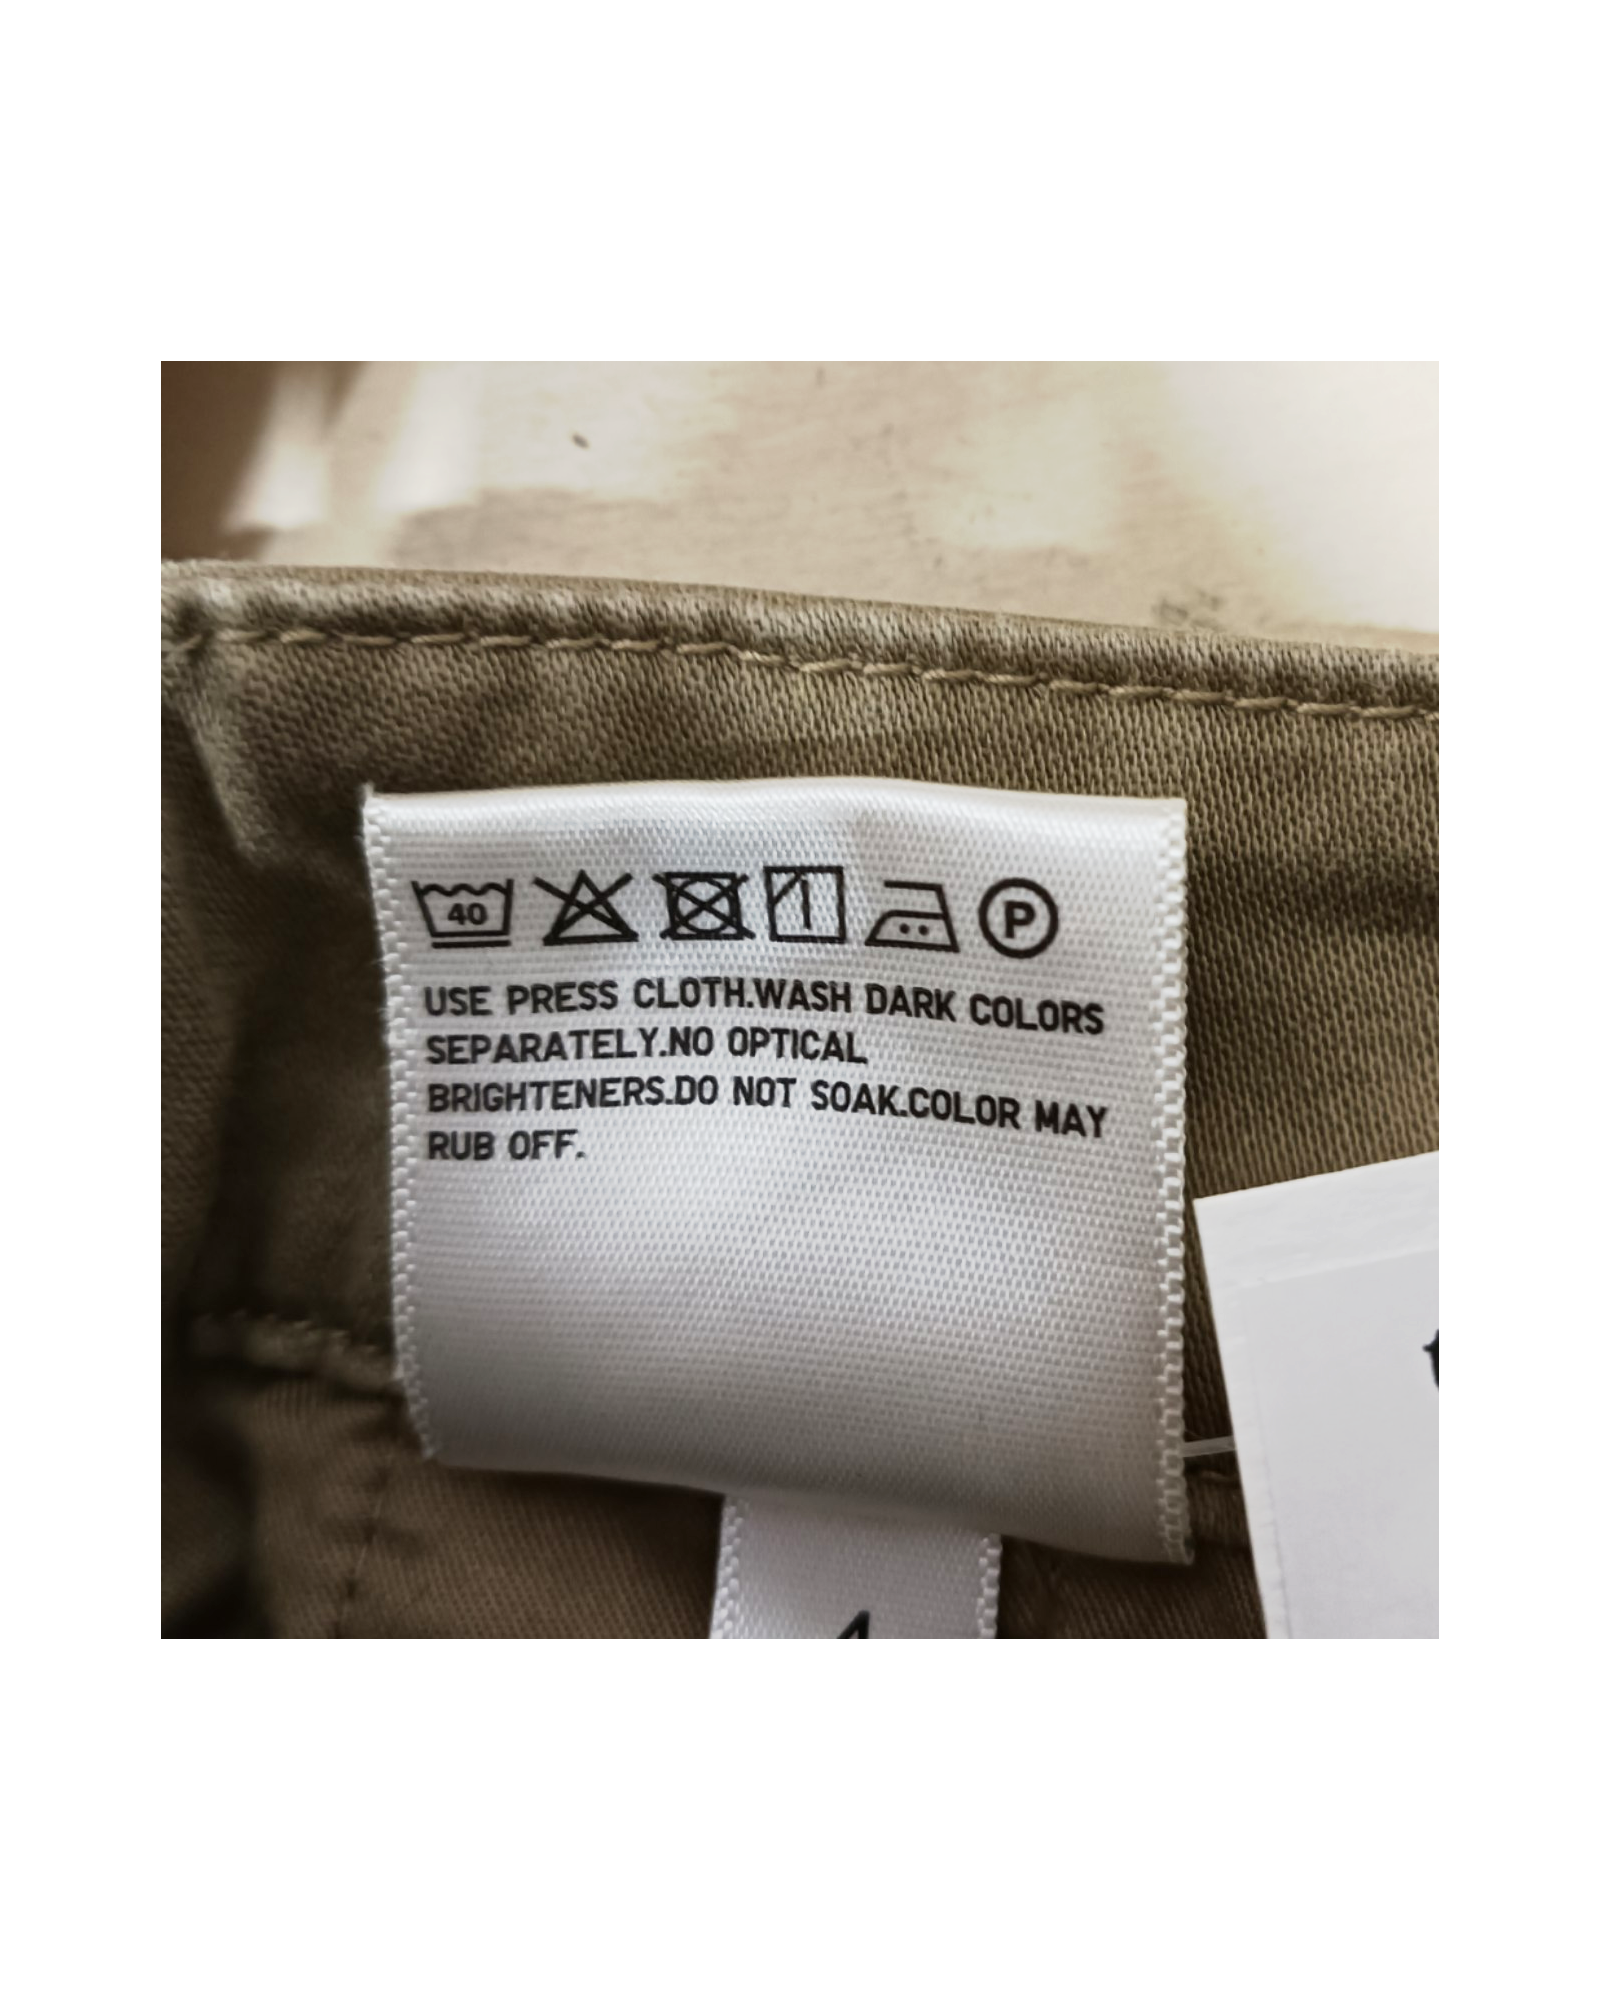 40 P
USE PRESS CLOTH.WASH DARK COLORS
SEPARATELY.NO OPTICAL
BRIGHTENERS.DO NOT SOAK.COLOR MAY
RUB OFF.